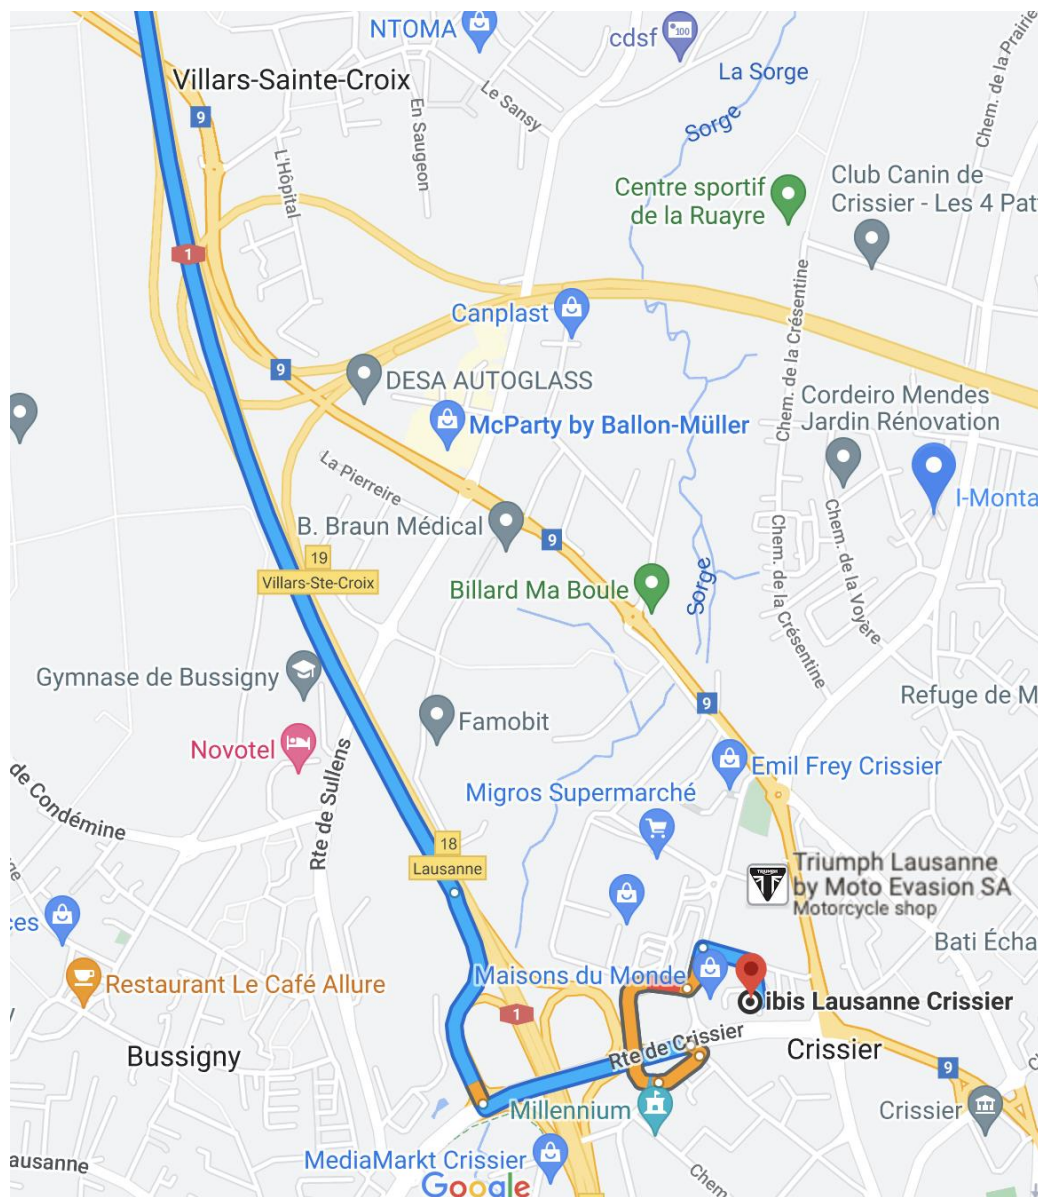 NTOMA
cdsf
100
La Sorge
Villars-Sainte-Croix
Le Sansy
En Saugeon
9
L'Hôpital
Sorge
Chem. de la Prairie
Centre sportif
de la Ruayre
Club Canin de
Crissier - Les 4 Pat
1
Canplast
Chem. de la Crésentine
9
DESA AUTOGLASS
Cordeiro Mendes
Jardin Rénovation
McParty by Ballon-Müller
La Pierreire
I-Monta
B. Braun Médical
9
Chem. de la Crésentine
Chem. de la Voyère
19
Villars-Ste-Croix
Billard Ma Boule
Sorge
Gymnase de Bussigny
Refuge de M
9
Famobit
Novotel
Rte de Sullens
Emil Frey Crissier
de Condémine
Migros Supermarché
18
Lausanne
TRIUMPH
Triumph Lausanne
by Moto Evasion SA
Motorcycle shop
ces
Bati Écha
Restaurant Le Café Allure
Maisons du Monde
ibis Lausanne Crissier
1
Rte de Crissier
Bussigny
Crissier
9
Millennium
Crissier
MediaMarkt Crissier
ausanne
Chem
Google